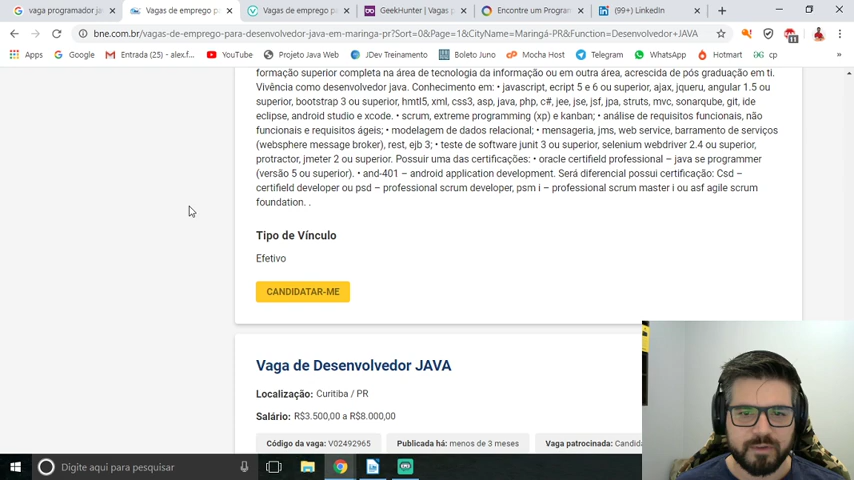 vaga programador ja
Vagas de emprego pa
Vagas de emprego pa
GeekHunter | Vagas p
Encontre um Program
(99+) LinkedIn
bne.com.br/vagas-de-emprego-para-desenvolvedor-java-em-maringa-pr?Sort=0&Page=1&CityName=Maringá-PR&Function=Desenvolvedor+JAVA
11
Apps
Google
Entrada (25) - alex.f...
YouTube
Projeto Java Web
JDev Treinamento
Boleto Juno
Mocha Host
Telegram
WhatsApp
Hotmart
cp
formação superior completa na área de tecnologia da informação ou em outra área, acrescida de pós graduação em ti.
Vivência como desenvolvedor java. Conhecimento em: • javascript, ecript 5 e 6 ou superior, ajax, jqueru, angular 1.5 ou
superior, bootstrap 3 ou superior, hmtl5, xml, css3, asp, java, php, c#, jee, jse, jsf, jpa, struts, mvc, sonarqube, git, ide
eclipse, android studio e xcode. • scrum, extreme programming (xp) e kanban; • análise de requisitos funcionais, não
funcionais e requisitos ágeis; • modelagem de dados relacional; • mensageria, jms, web service, barramento de serviços
(websphere message broker), rest, ejb 3; • teste de software junit 3 ou superior, selenium webdriver 2.4 ou superior,
protractor, jmeter 2 ou superior. Possuir uma das certificações: • oracle certifield professional – java se programmer
(versão 5 ou superior). • and-401 – android application development. Será diferencial possui certificação: Csd –
certifield developer ou psd – professional scrum developer, psm i – professional scrum master i ou asf agile scrum
foundation. .
Tipo de Vínculo
Efetivo
CANDIDATAR-ME
Vaga de Desenvolvedor JAVA
Localização: Curitiba / PR
Salário: R$3.500,00 a R$8.000,00
Código da vaga: V02492965
Publicada há: menos de 3 meses
Vaga patrocinada: Candida
Digite aqui para pesquisar